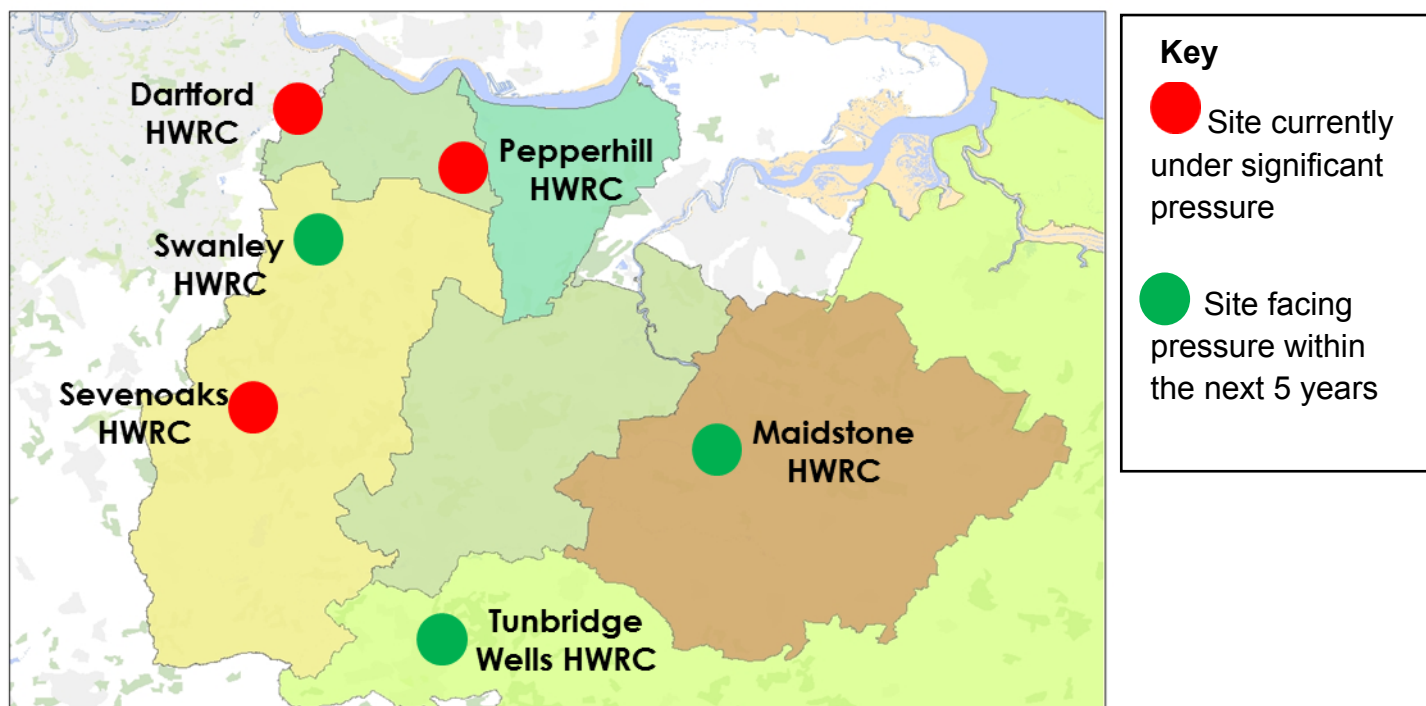 Dartford
HWRC
Pepperhill
HWRC
Swanley
HWRC
Sevenoaks
HWRC
Maidstone
HWRC
Tunbridge
Wells HWRC
Key
Site currently
under significant
pressure
Site facing
pressure within
the next 5 years